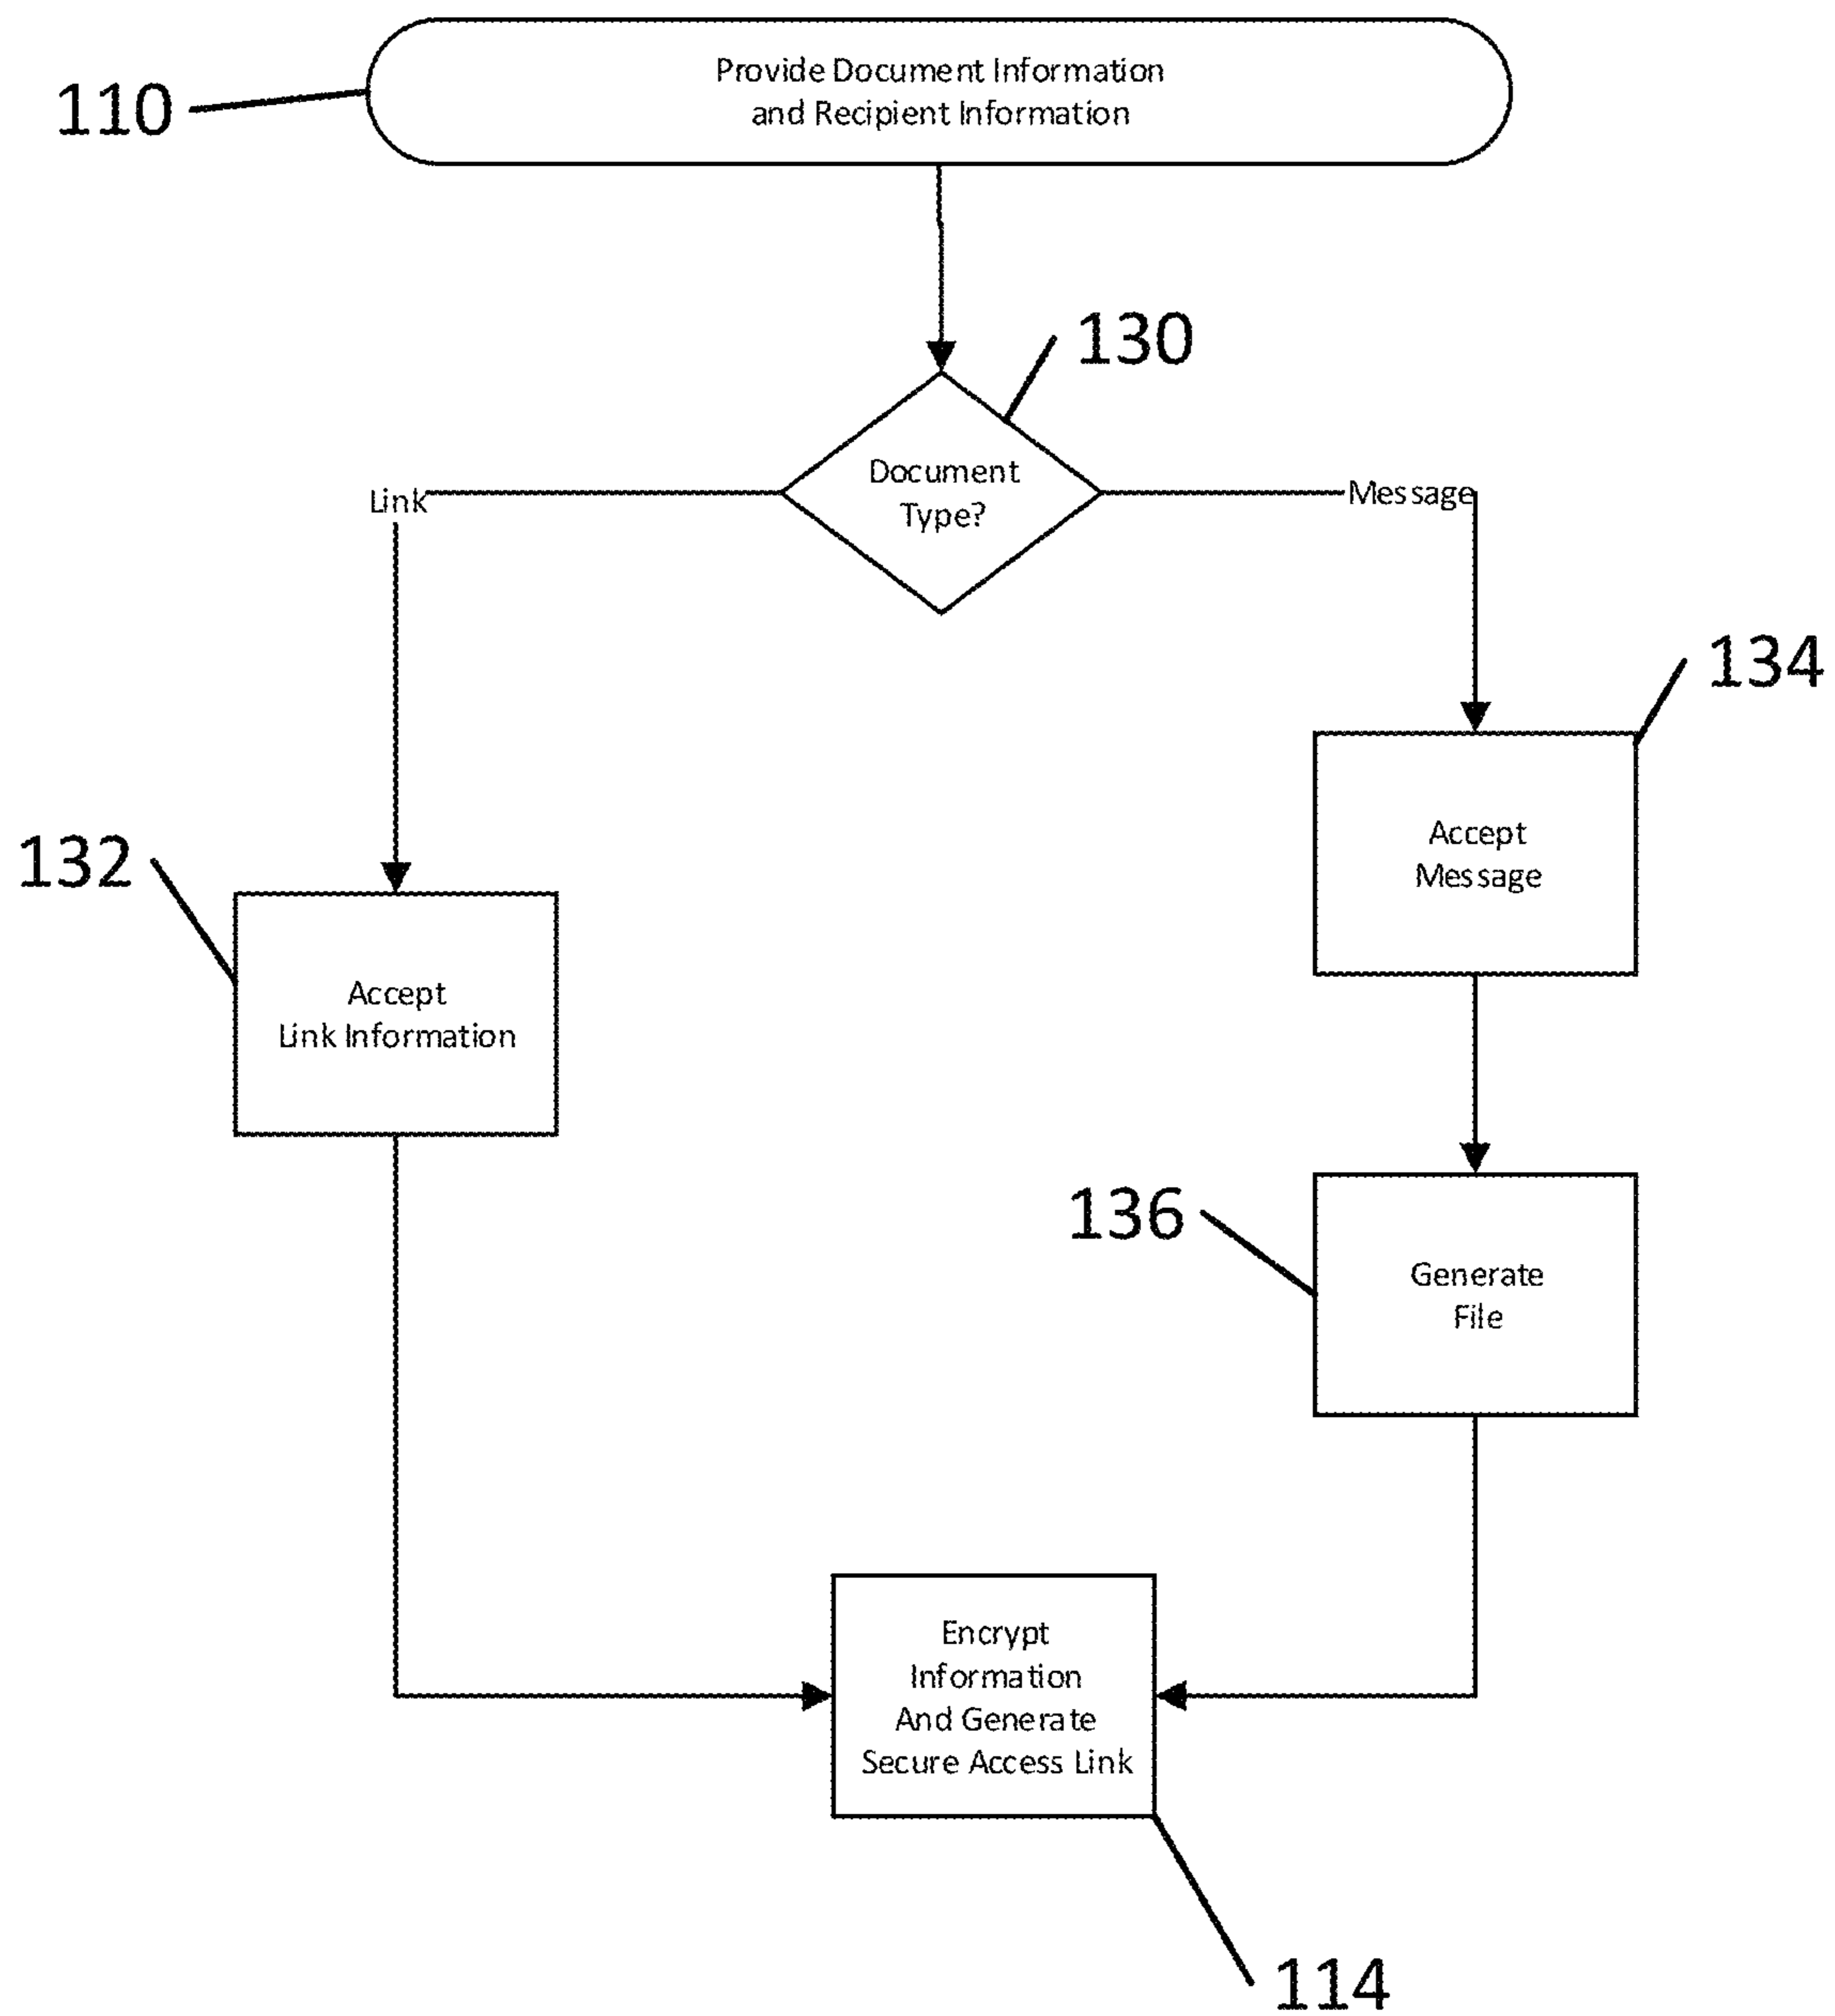 Provide Document Information
and Recipient Information
110
130
Document
Type?
Link
Message
134
Accept
Message
132
Accept
Link Information
136
Generate
File
Encrypt
Information
And Generate
Secure Access Link
114